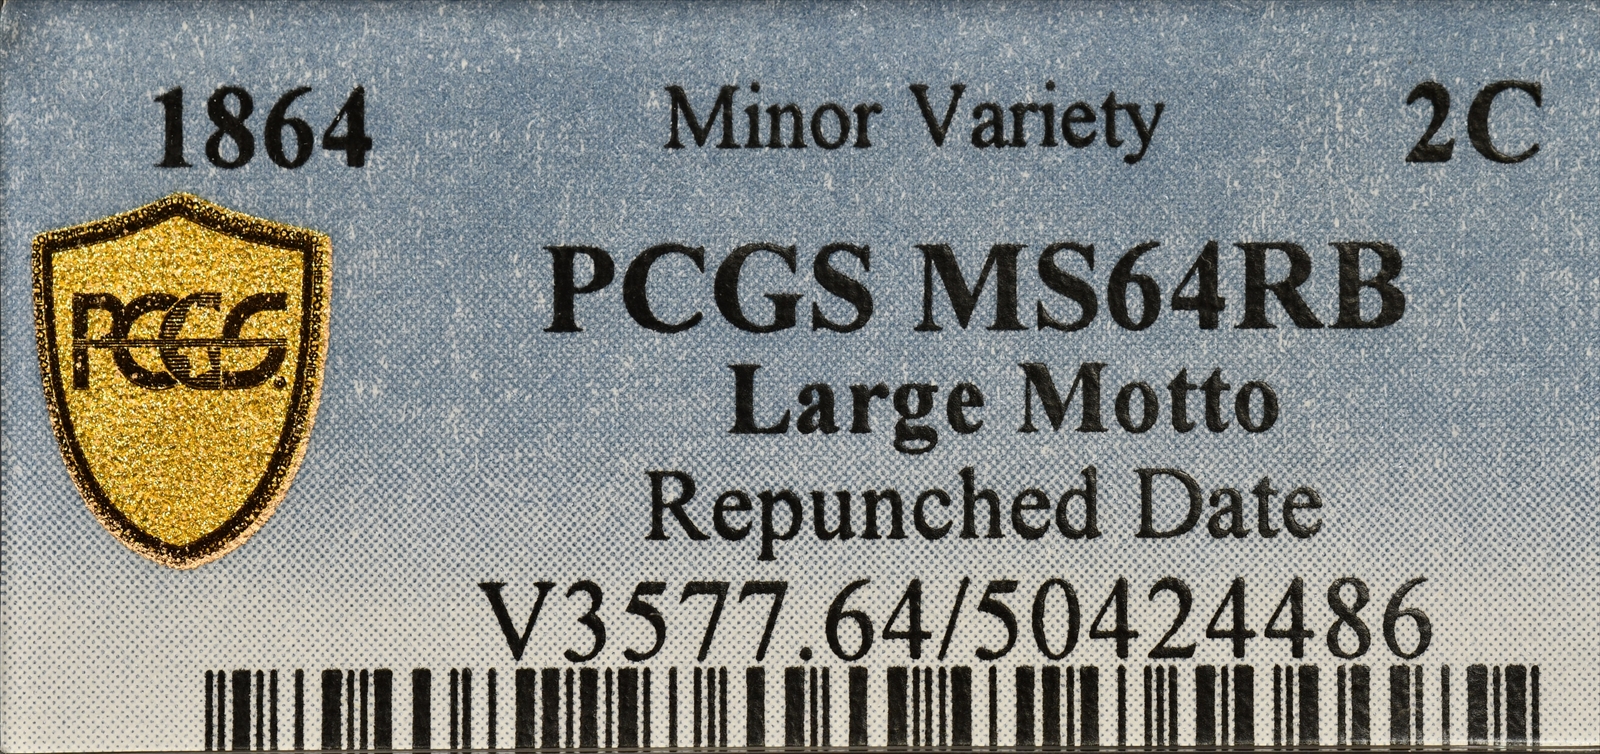 1864 Minor Variety 2C
PCGS.
PCGS MS64RB
Large Motto
Repunched Date
V3577.64/50424486